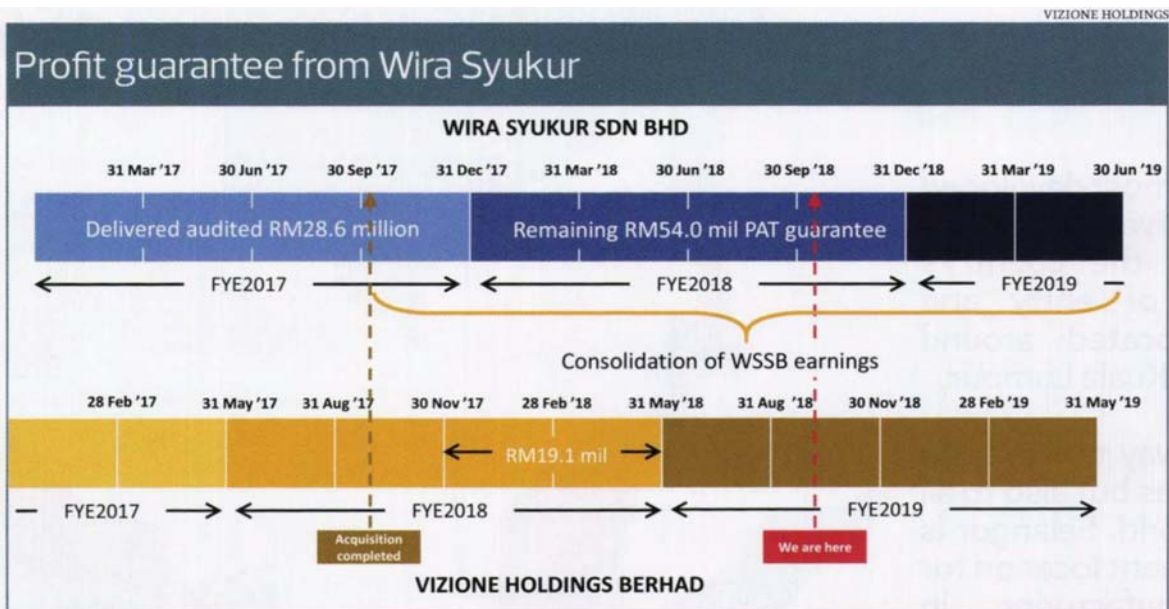 VIZIONE HOLDINGS
Profit guarantee from Wira Syukur
WIRA SYUKUR SDN BHD
31 Mar '17 30 Jun '17 30 Sep '17 31 Dec '17 31 Mar '18 30 Jun '18 30 Sep '18 31 Dec '18 31 Mar '19 30 Jun '19
Delivered audited RM28.6 million Remaining RM54.0 mil PAT guarantee
FYE2017 FYE2018 FYE2019
Consolidation of WSSB earnings
28 Feb '17 31 May '17 31 Aug '17 30 Nov '17 28 Feb '18 31 May '18 31 Aug '18 30 Nov '18 28 Feb '19 31 May '19
RM19.1 mil
FYE2017 FYE2018 FYE2019
Acquisition
completed
We are here
VIZIONE HOLDINGS BERHAD